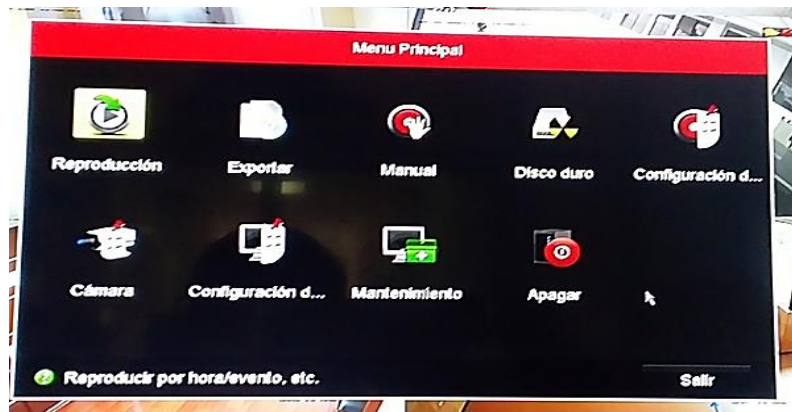 Menu Principal
Reproducción Exportar Manual Disco duro Configuración d...
Cámara Configuración d... Mantenimiento Apagar
Reproducir por hora/evento, etc. Salir